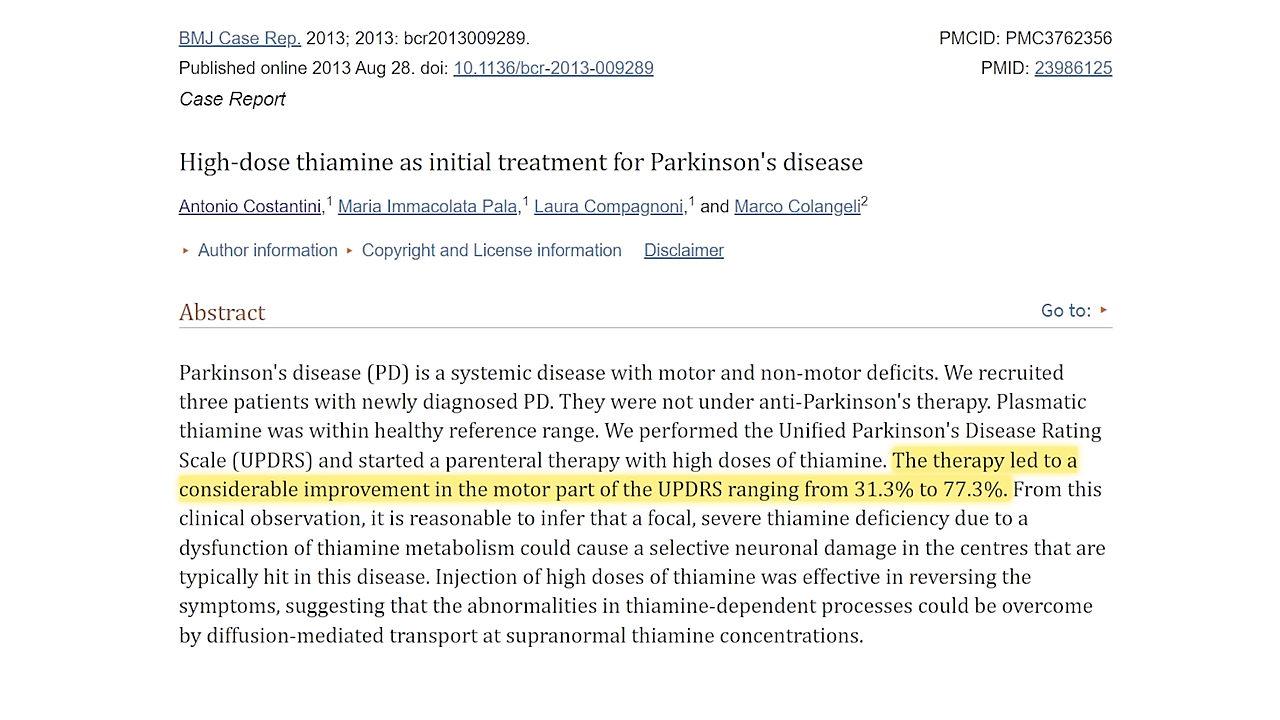 BMJ Case Rep. 2013; 2013: bcr2013009289.
PMCID: PMC3762356
Published online 2013 Aug 28. doi: 10.1136/bcr-2013-009289
PMID: 23986125
Case Report
High-dose thiamine as initial treatment for Parkinson's disease
Antonio Costantini,1 Maria Immacolata Pala,1 Laura Compagnoni,1 and Marco Colangeli2
▸ Author information ▸ Copyright and License information Disclaimer
Abstract
Go to: ▸
Parkinson's disease (PD) is a systemic disease with motor and non-motor deficits. We recruited
three patients with newly diagnosed PD. They were not under anti-Parkinson's therapy. Plasmatic
thiamine was within healthy reference range. We performed the Unified Parkinson's Disease Rating
Scale (UPDRS) and started a parenteral therapy with high doses of thiamine. The therapy led to a
considerable improvement in the motor part of the UPDRS ranging from 31.3% to 77.3%. From this
clinical observation, it is reasonable to infer that a focal, severe thiamine deficiency due to a
dysfunction of thiamine metabolism could cause a selective neuronal damage in the centres that are
typically hit in this disease. Injection of high doses of thiamine was effective in reversing the
symptoms, suggesting that the abnormalities in thiamine-dependent processes could be overcome
by diffusion-mediated transport at supranormal thiamine concentrations.